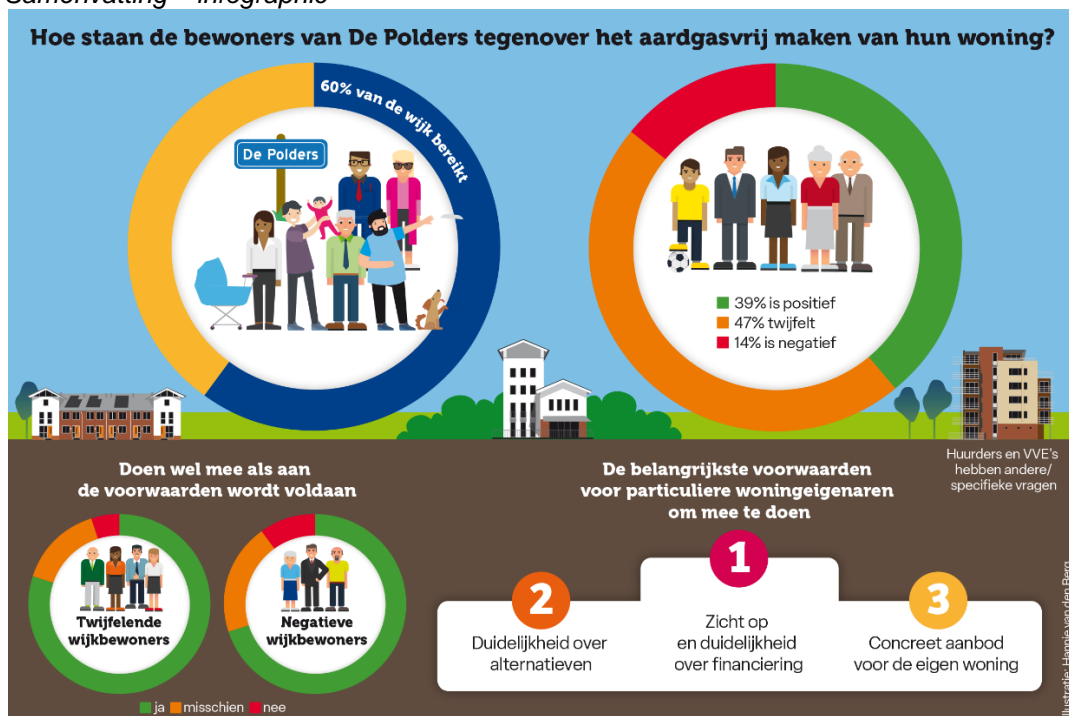 Samenvatting – infographic
Hoe staan de bewoners van De Polders tegenover het aardgasvrij maken van hun woning?
60% van de wijk bereikt
De Polders
39% is positief
47% twijfelt
14% is negatief
Huurders en VVE's
hebben andere/
specifieke vragen
Doen wel mee als aan
de voorwaarden wordt voldaan
Twijfelende
wijkbewoners
Negatieve
wijkbewoners
ja misschien nee
De belangrijkste voorwaarden
voor particuliere woningeigenaren
om mee te doen
1
Zicht op
en duidelijkheid
over financiering
2
Duidelijkheid over
alternatieven
3
Concreet aanbod
voor de eigen woning
Illustratie: Hannie van den Berg